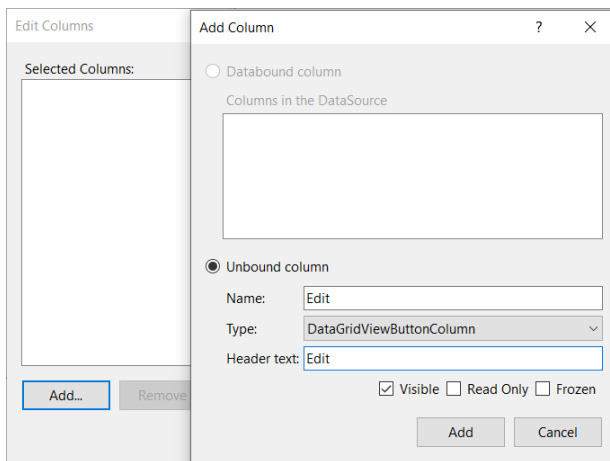 Edit Columns
Selected Columns:
Add...
Remove
Add Column
?
Databound column
Columns in the DataSource
Unbound column
Name: Edit
Type: DataGridViewButtonColumn
Header text: Edit
Visible Read Only Frozen
Add Cancel